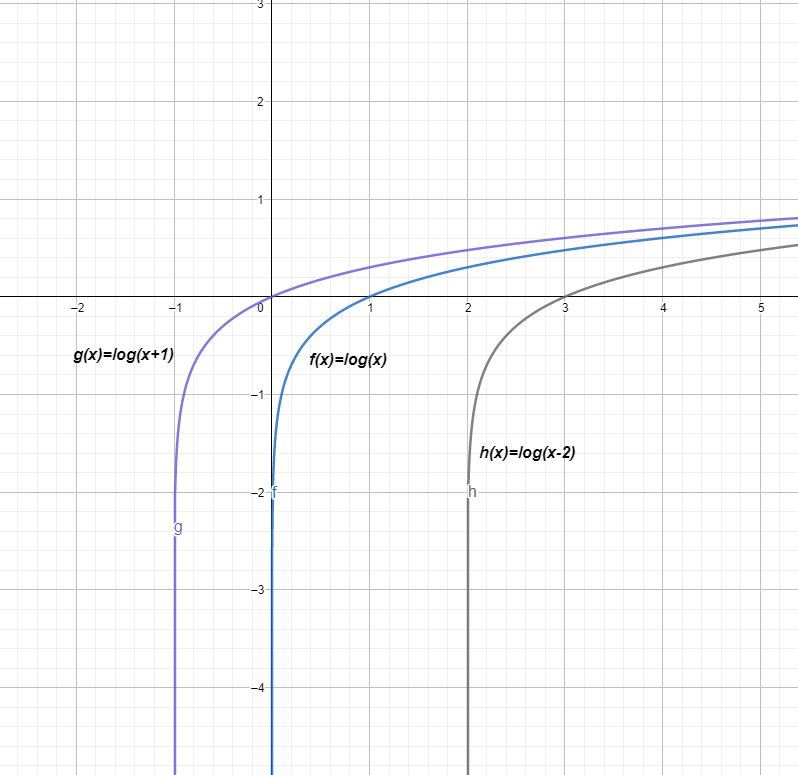 3
2
1
−2 −1 0 1 2 3 4 5
g(x)=log(x+1)
f(x)=log(x)
−1
h(x)=log(x-2)
−2 f h
g
−3
−4